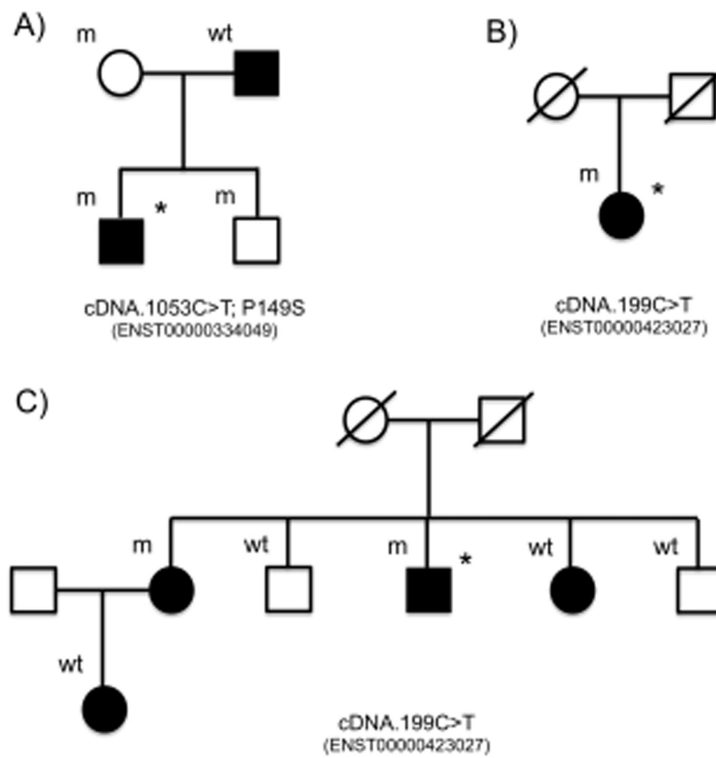 A)
m
wt
m
*
m
cDNA.1053C>T; P149S
(ENST00000334049)
B)
m
*
cDNA.199C>T
(ENST00000423027)
C)
m
wt
m
*
wt
wt
wt
cDNA.199C>T
(ENST00000423027)